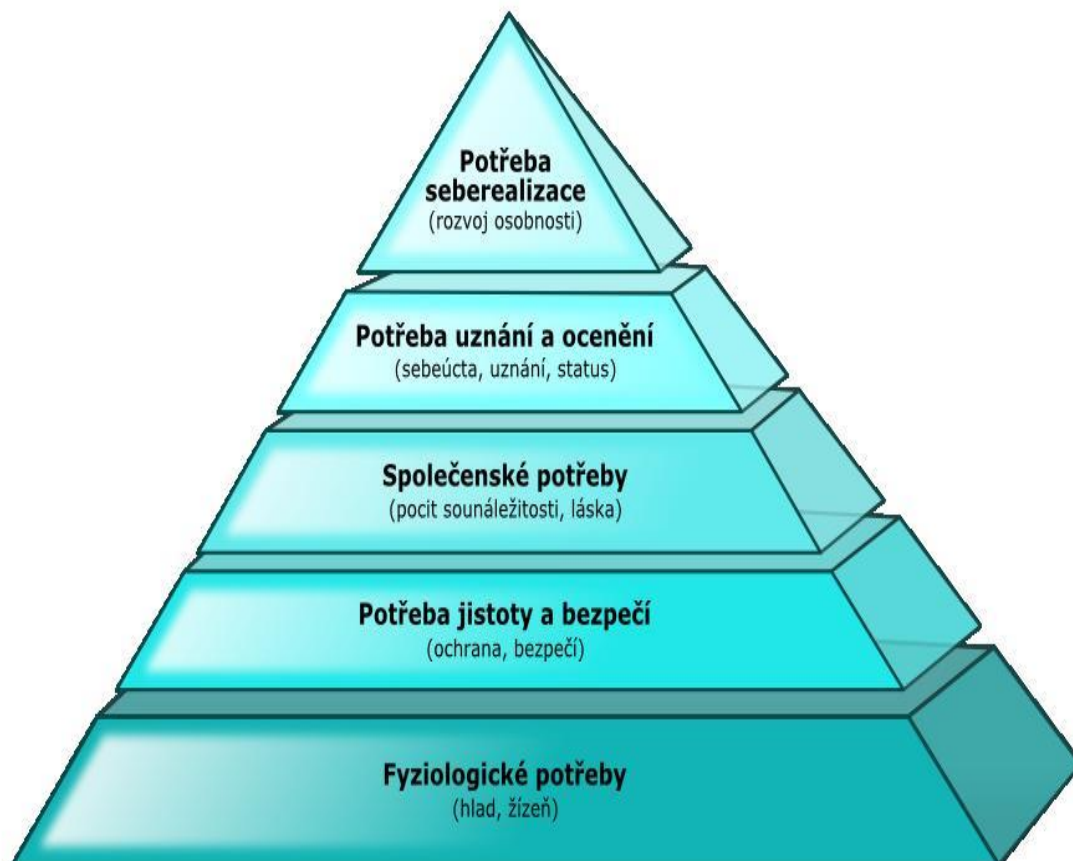 Potřeba
seberealizace
(rozvoj osobnosti)
Potřeba uznání a ocenění
(sebeúcta, uznání, status)
Společenské potřeby
(pocit sounáležitosti, láska)
Potřeba jistoty a bezpečí
(ochrana, bezpečí)
Fyziologické potřeby
(hlad, žízeň)